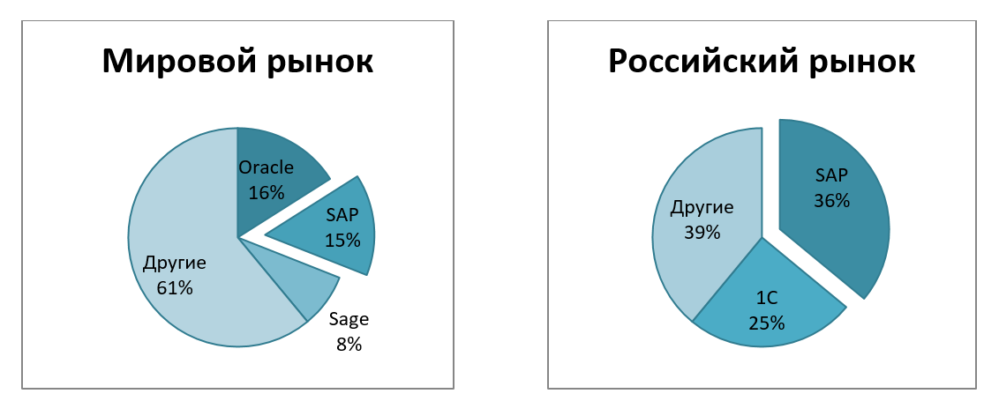 Мировой рынок
Oracle
16%
SAP
15%
Sage
8%
Другие
61%
Российский рынок
SAP
36%
1С
25%
Другие
39%